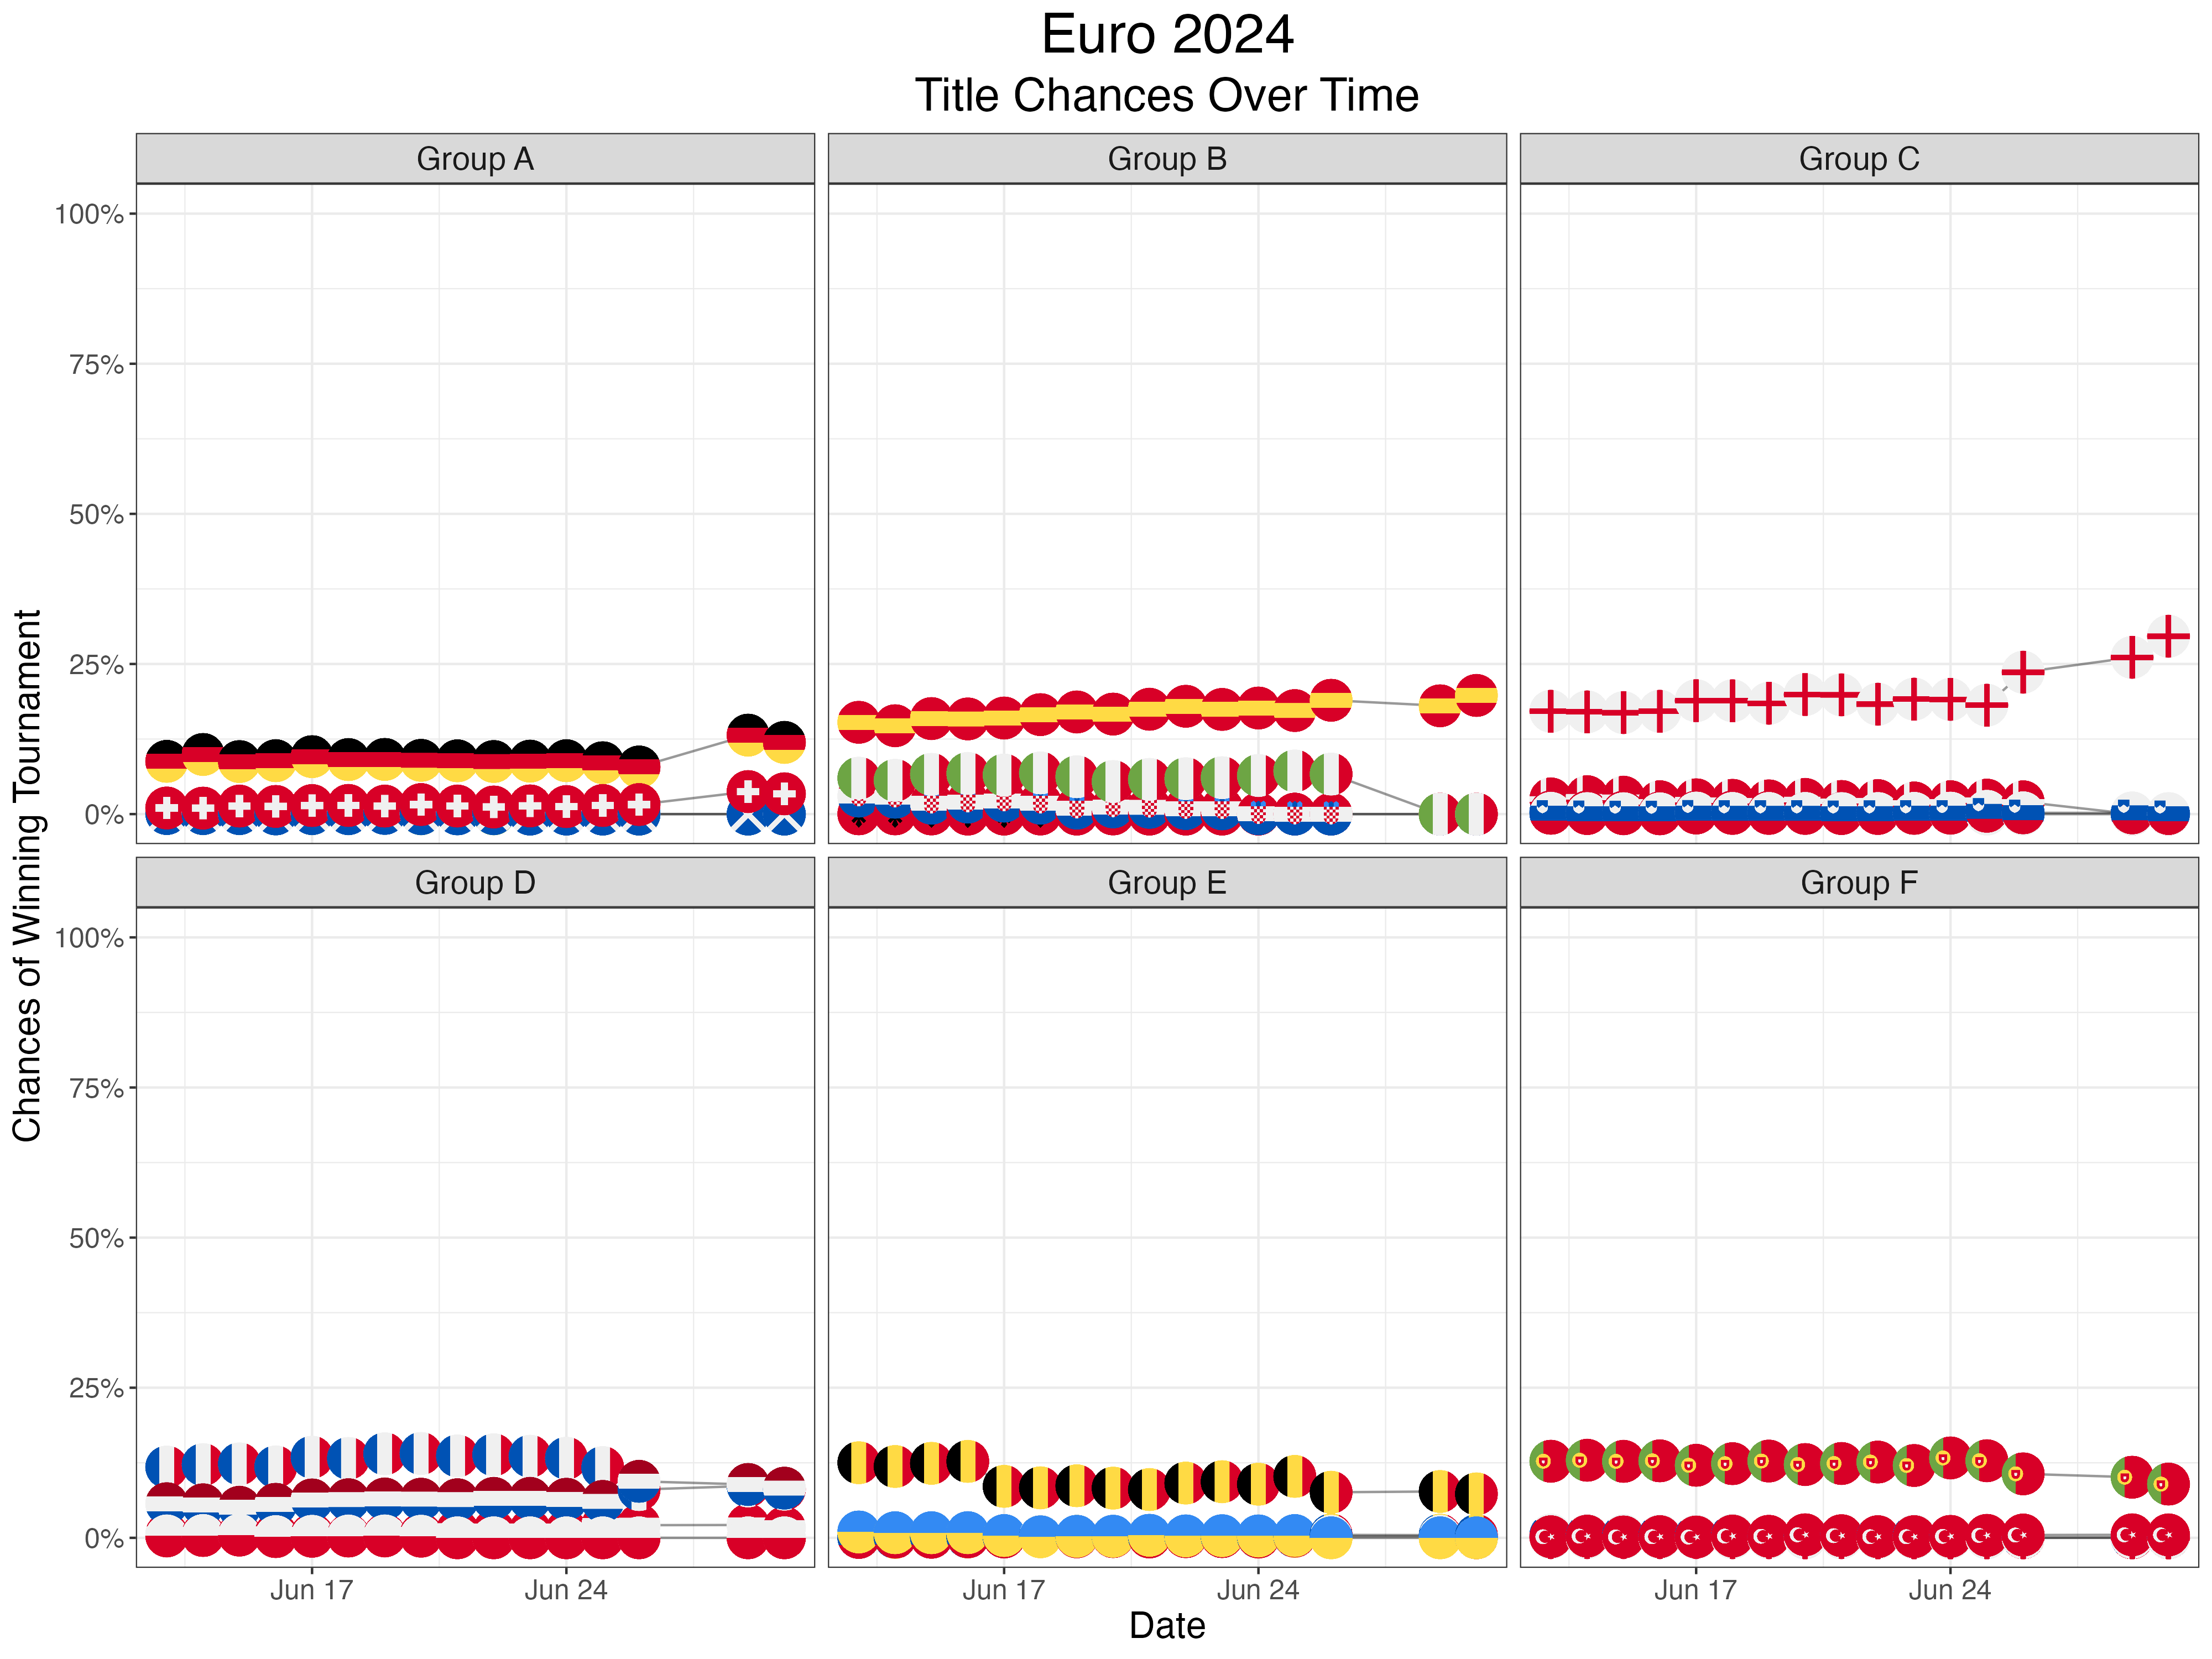 Euro 2024
Title Chances Over Time
Group A
Group B
Group C
100%
75%
50%
25%
0%
Chances of Winning Tournament
Group D
Group E
Group F
100%
75%
50%
25%
0%
Jun 17
Jun 24
Jun 17
Jun 24
Jun 17
Jun 24
Date